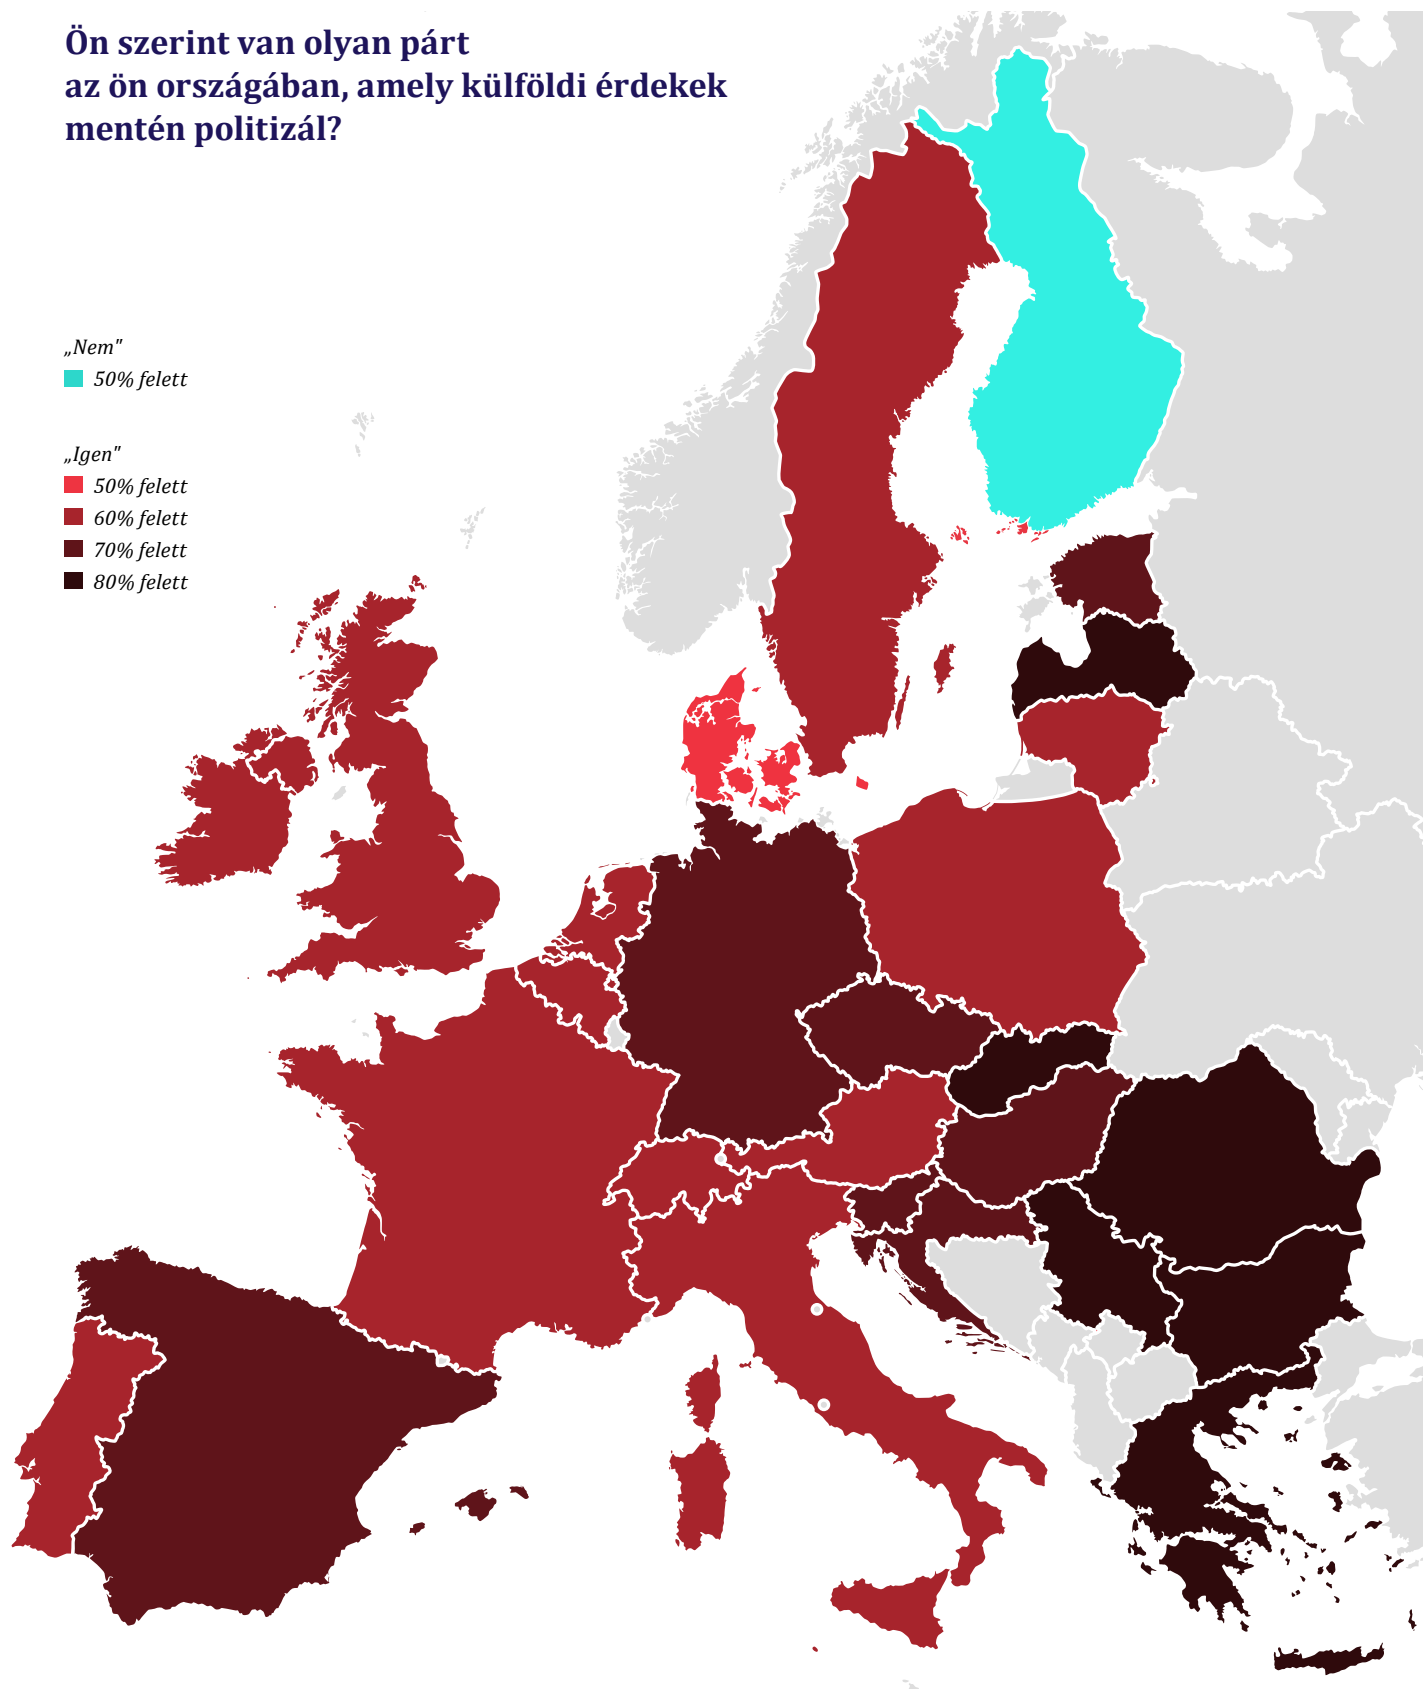 Ön szerint van olyan párt
az ön országában, amely külföldi érdekek
mentén politizál?
„Nem"
50% felett
„Igen"
50% felett
60% felett
70% felett
80% felett